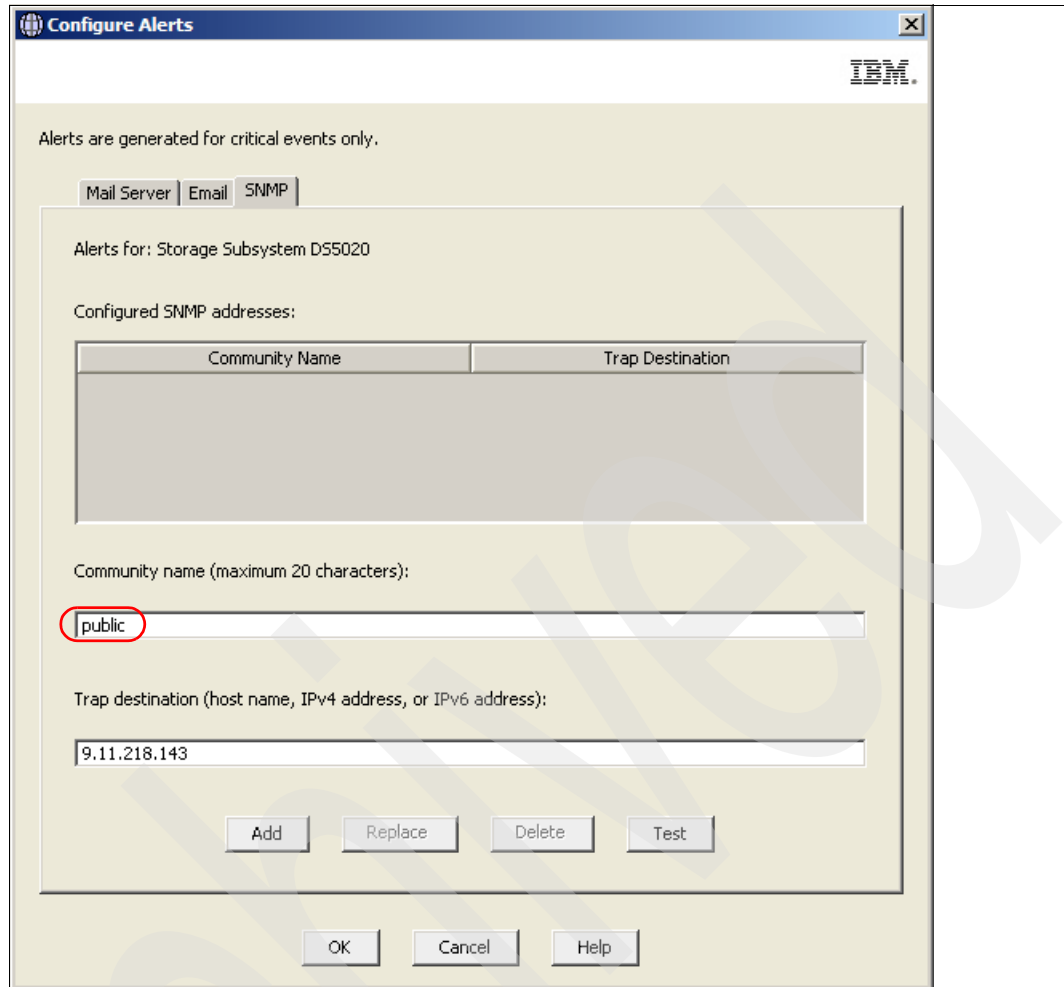 Configure Alerts
IBM.
Alerts are generated for critical events only.
Mail Server Email SNMP
Alerts for: Storage Subsystem DS5020
Configured SNMP addresses:
Community Name Trap Destination
Community name (maximum 20 characters):
public
Trap destination (host name, IPv4 address, or IPv6 address):
9.11.218.143
Add Replace Delete Test
OK Cancel Help